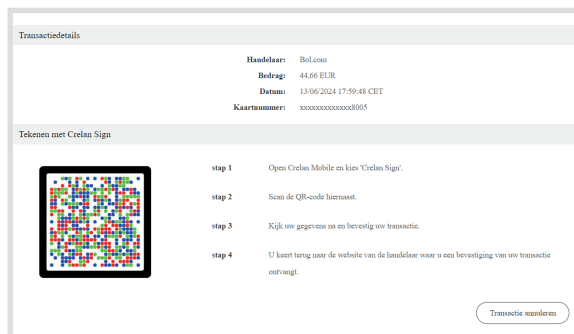 Transactiedetails
Handelaar: Bol.com
Bedrag: 44,66 EUR
Datum: 13/06/2024 17:59:48 CET
Kaartnummer: xxxxxxxxxxxxx8005
Tekenen met Crelan Sign
stap 1 Open Crelan Mobile en kies 'Crelan Sign'.
stap 2 Scan de QR-code hiernaast.
stap 3 Kijk uw gegevens na en bevestig uw transactie.
stap 4 U keert terug naar de website van de handelaar waar u een bevestiging van uw transactie
ontvangt.
Transactie annuleren